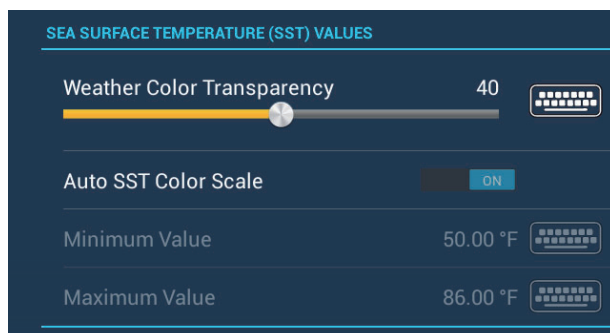 SEA SURFACE TEMPERATURE (SST) VALUES
Weather Color Transparency 40
Auto SST Color Scale ON
Minimum Value 50.00 °F
Maximum Value 86.00 °F